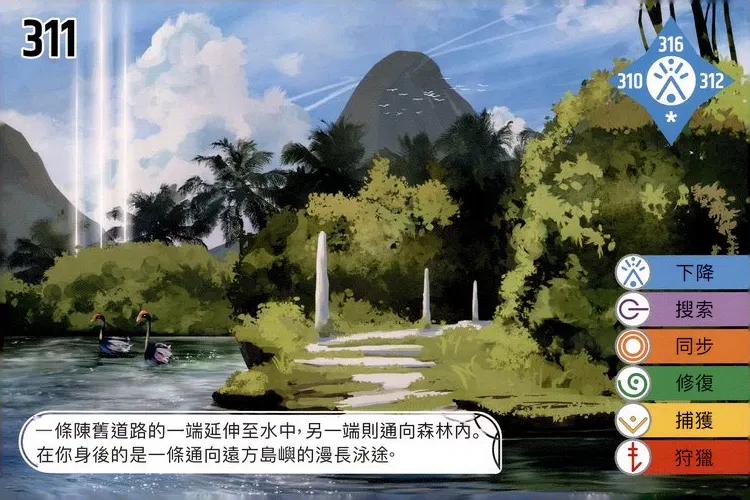 311
316
310
312
*
下降
搜索
同步
修復
捕獲
狩獵
一條陳舊道路的一端延伸至水中，另一端則通向森林內。
在你身後的是一條通向遠方島嶼的漫長泳途。